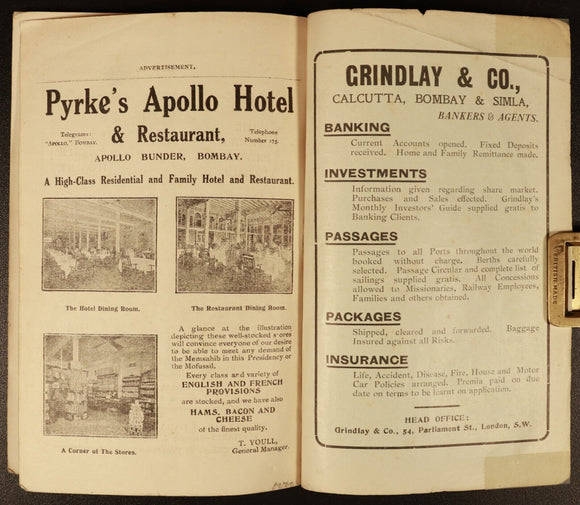 ADVERTISEMENT.
Pyrke's Apollo Hotel
Telegrams:
"APOLLO," BOMBAY.
& Restaurant,
Telephone
Number 175.
APOLLO BUNDER, BOMBAY.
A High-Class Residential and Family Hotel and Restaurant.
The Hotel Dining Room.
The Restaurant Dining Room.
A glance at the illustration
depicting these well-stocked stores
will convince everyone of our desire
to be able to meet any demand of
the Memsahib in this Presidency or
the Mofussil.
Every class and variety of
ENGLISH AND FRENCH
PROVISIONS
are stocked, and we have also
HAMS, BACON AND
CHEESE
of the finest quality.
T. YOULL,
General Manager.
A Corner of The Stores.
GRINDLAY & CO.,
CALCUTTA, BOMBAY & SIMLA,
BANKERS & AGENTS.
BANKING
Current Accounts opened. Fixed Deposits
received. Home and Family Remittance made.
INVESTMENTS
Information given regarding share market.
Purchases and Sales effected. Grindlay's
Monthly Investors' Guide supplied gratis to
Banking Clients.
PASSAGES
Passages to all Ports throughout the world
booked without charge. Berths carefully
selected. Passage Circular and complete list of
sailings supplied gratis. All Concessions
allowed to Missionaries, Railway Employees,
Families and others obtained.
PACKAGES
Shipped, cleared and forwarded. Baggage
Insured against all Risks.
INSURANCE
Life, Accident, Disease, Fire, House and Motor
Car Policies arranged. Premia paid on due
date on terms to be learnt on application.
HEAD OFFICE:
Grindlay & Co., 54, Parliament St., London, S.W.
BRITISH MADE